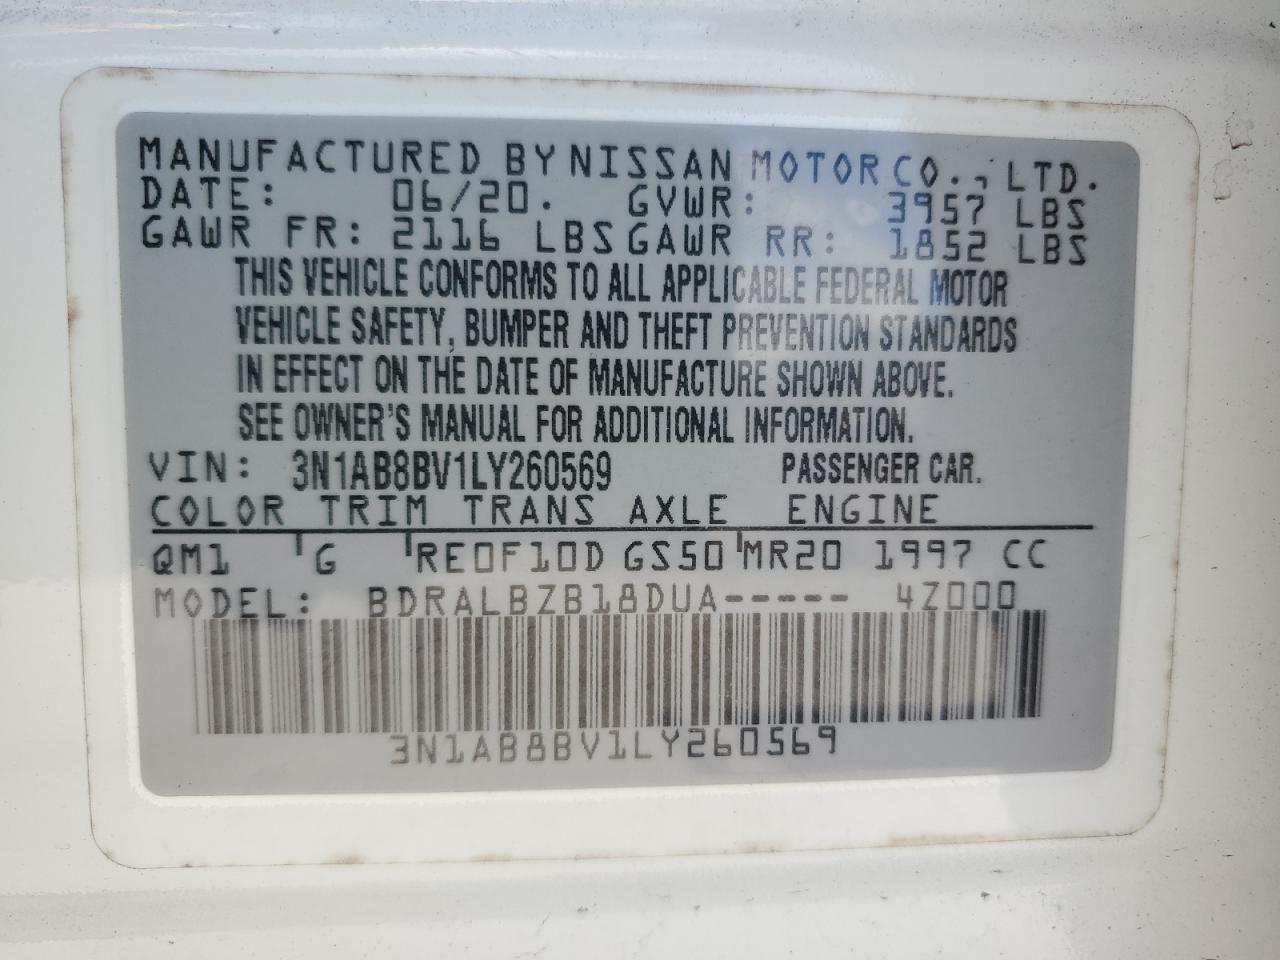 MANUFACTURED BY NISSAN MOTOR CO., LTD.
DATE: 06/20. GVWR: 3957 LBS
GAWR FR: 2116 LBS GAWR RR: 1852 LBS
THIS VEHICLE CONFORMS TO ALL APPLICABLE FEDERAL MOTOR
VEHICLE SAFETY, BUMPER AND THEFT PREVENTION STANDARDS
IN EFFECT ON THE DATE OF MANUFACTURE SHOWN ABOVE.
SEE OWNER'S MANUAL FOR ADDITIONAL INFORMATION.
VIN: 3N1AB8BV1LY260569 PASSENGER CAR.
COLOR TRIM TRANS AXLE ENGINE
QM1 G RE0F10D GS50 MR20 1997 CC
MODEL: BDRALBZB18DUA----- 4Z000
3N1AB8BV1LY260569